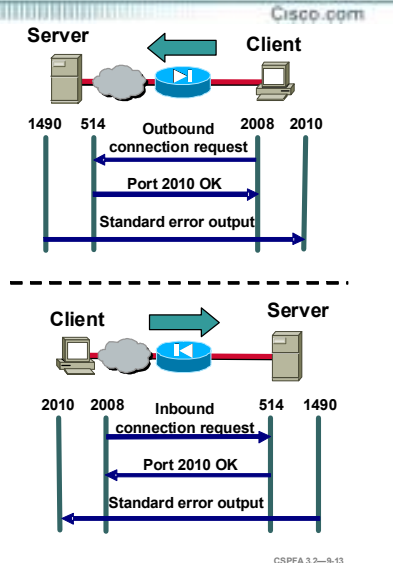 Cisco.com
Server
Client
1490 514 2008 2010
Outbound
connection request
Port 2010 OK
Standard error output
Client
Server
2010 2008 514 1490
Inbound
connection request
Port 2010 OK
Standard error output
CSPFA 3.2—9-13